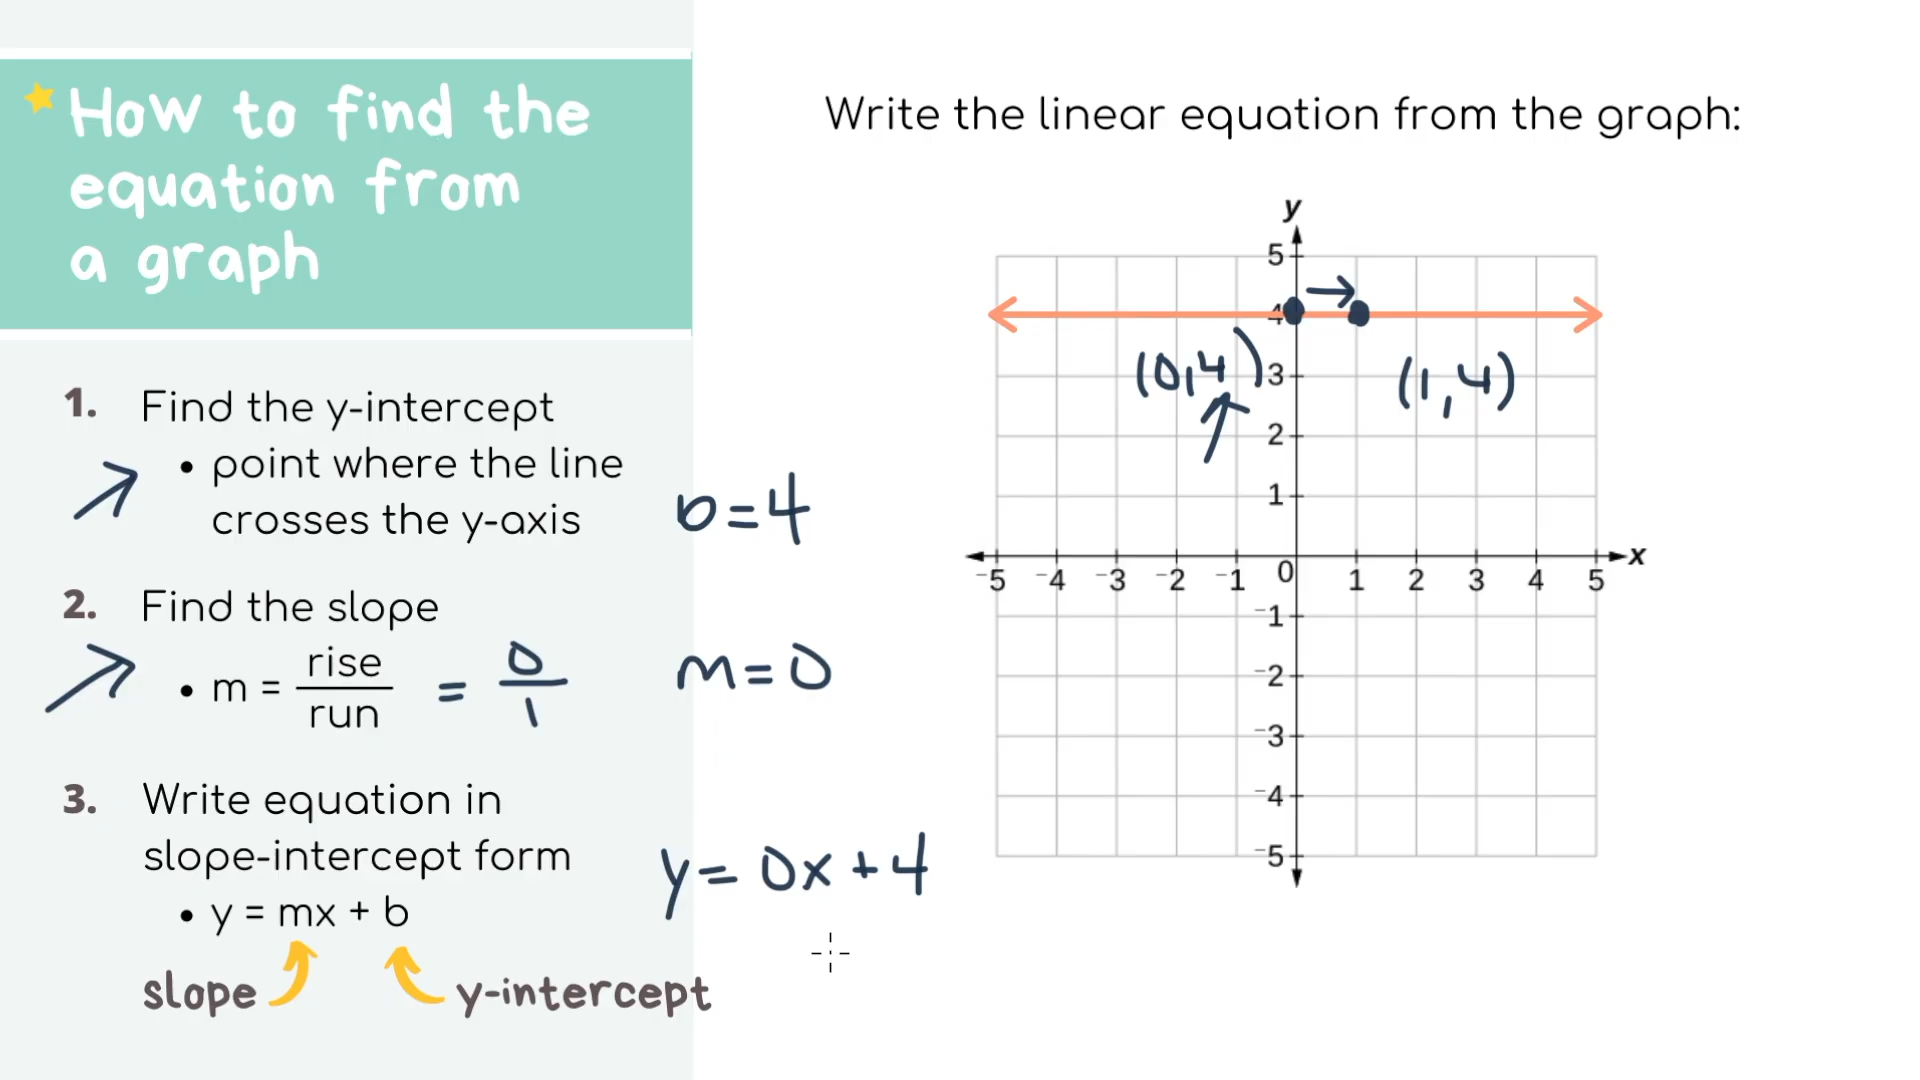 How to find the
equation from
a graph
Write the linear equation from the graph:
1. Find the y-intercept
• point where the line
crosses the y-axis
b=4
2. Find the slope
• m = rise/run = 0/1
m=0
3. Write equation in
slope-intercept form
• y = mx + b
y = 0x + 4
slope
y-intercept
y
5
4
(0,4)
3
(1,4)
2
1
x
-5 -4 -3 -2 -1 0 1 2 3 4 5
-1
-2
-3
-4
-5